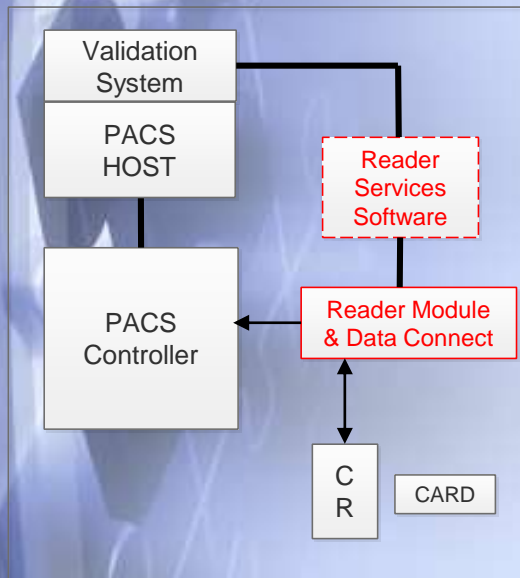 Validation
System
PACS
HOST
Reader
Services
Software
PACS
Controller
Reader Module
& Data Connect
C
R
CARD